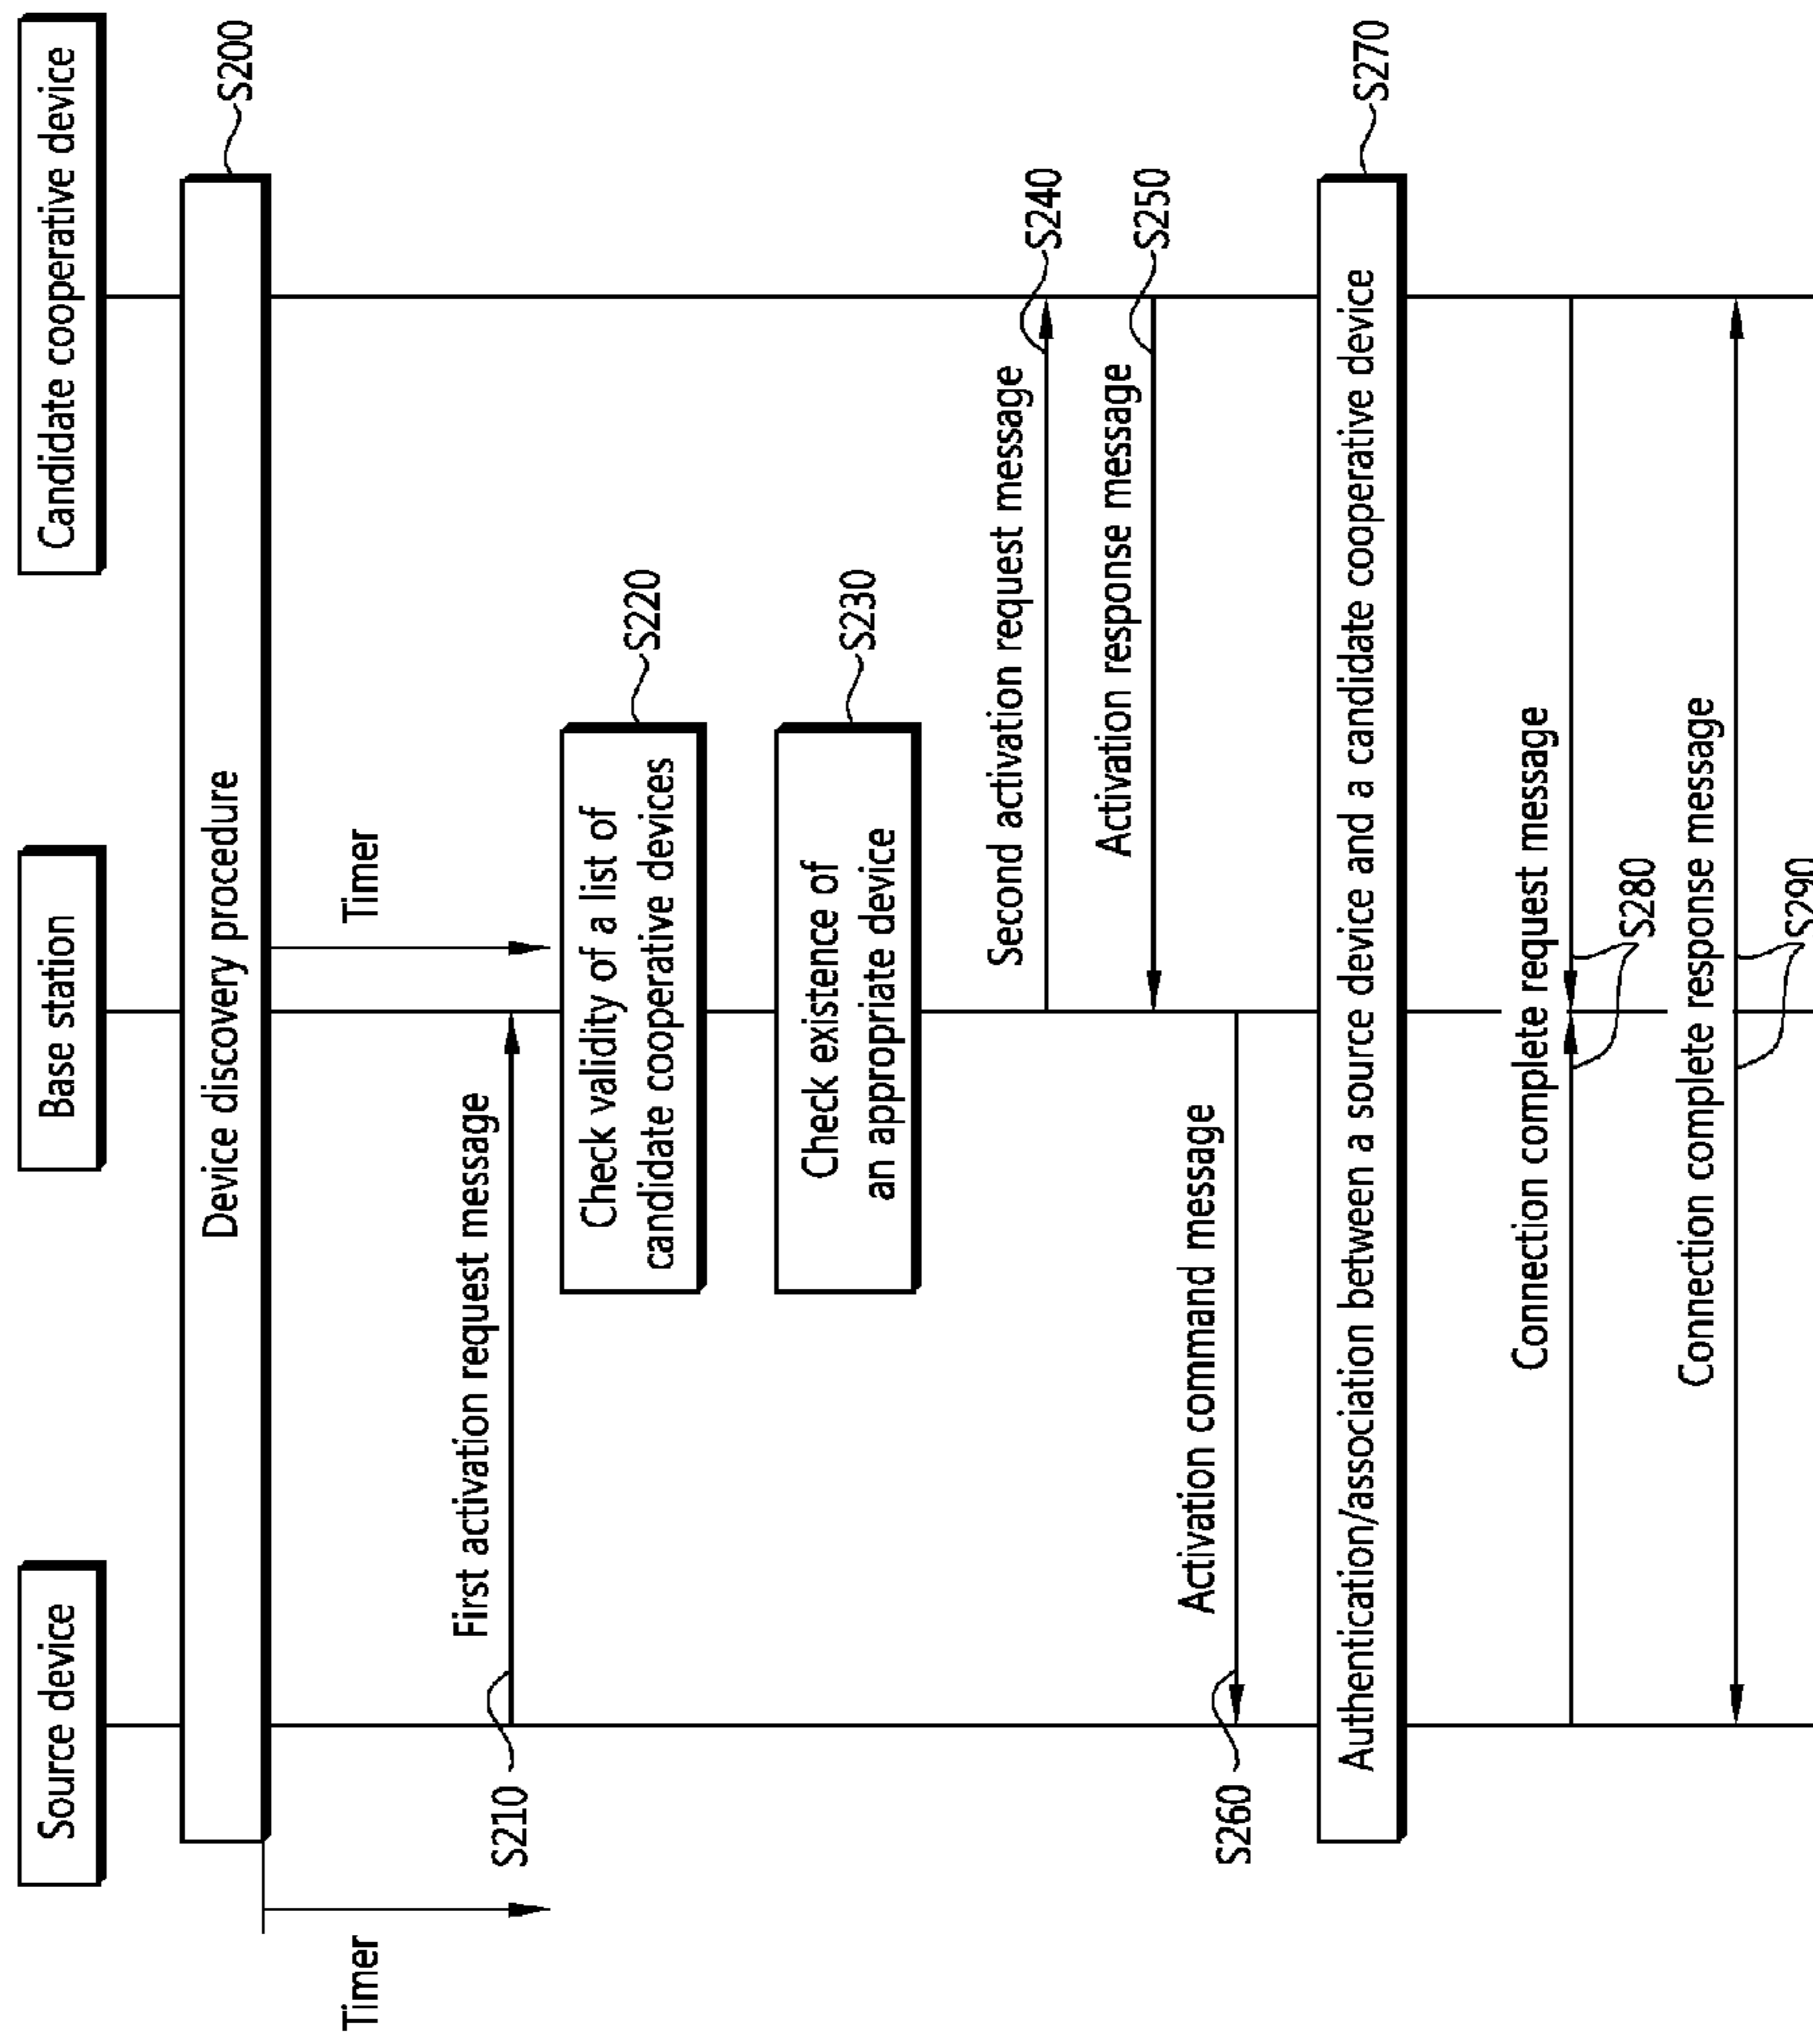 Source device
Base station
Candidate cooperative device
Device discovery procedure
S200
Timer
Timer
First activation request message
S210
Check validity of a list of
candidate cooperative devices
S220
Check existence of
an appropriate device
S230
Second activation request message
S240
Activation response message
S250
Activation command message
S260
Authentication/association between a source device and a candidate cooperative device
S270
Connection complete request message
S280
Connection complete response message
S290